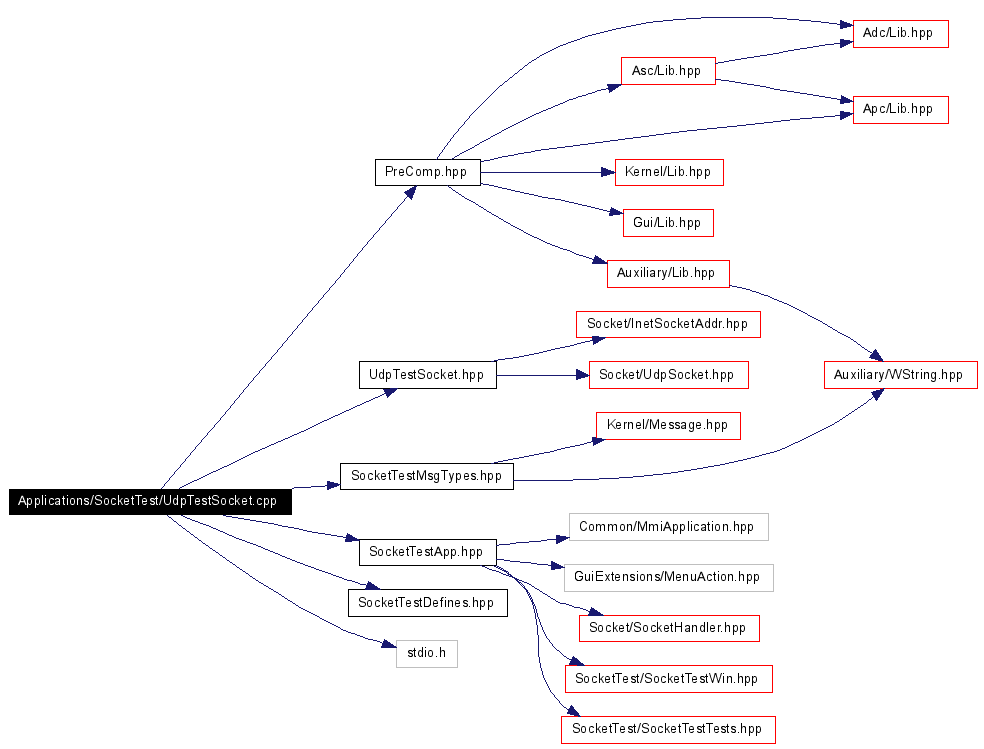 Adc/Lib.hpp
Asc/Lib.hpp
Apc/Lib.hpp
PreComp.hpp
Kernel/Lib.hpp
Gui/Lib.hpp
Auxiliary/Lib.hpp
Socket/InetSocketAddr.hpp
UdpTestSocket.hpp
Socket/UdpSocket.hpp
Auxiliary/WString.hpp
Kernel/Message.hpp
SocketTestMsgTypes.hpp
Applications/SocketTest/UdpTestSocket.cpp
Common/MmiApplication.hpp
SocketTestApp.hpp
GuiExtensions/MenuAction.hpp
SocketTestDefines.hpp
Socket/SocketHandler.hpp
stdio.h
SocketTest/SocketTestWin.hpp
SocketTest/SocketTestTests.hpp